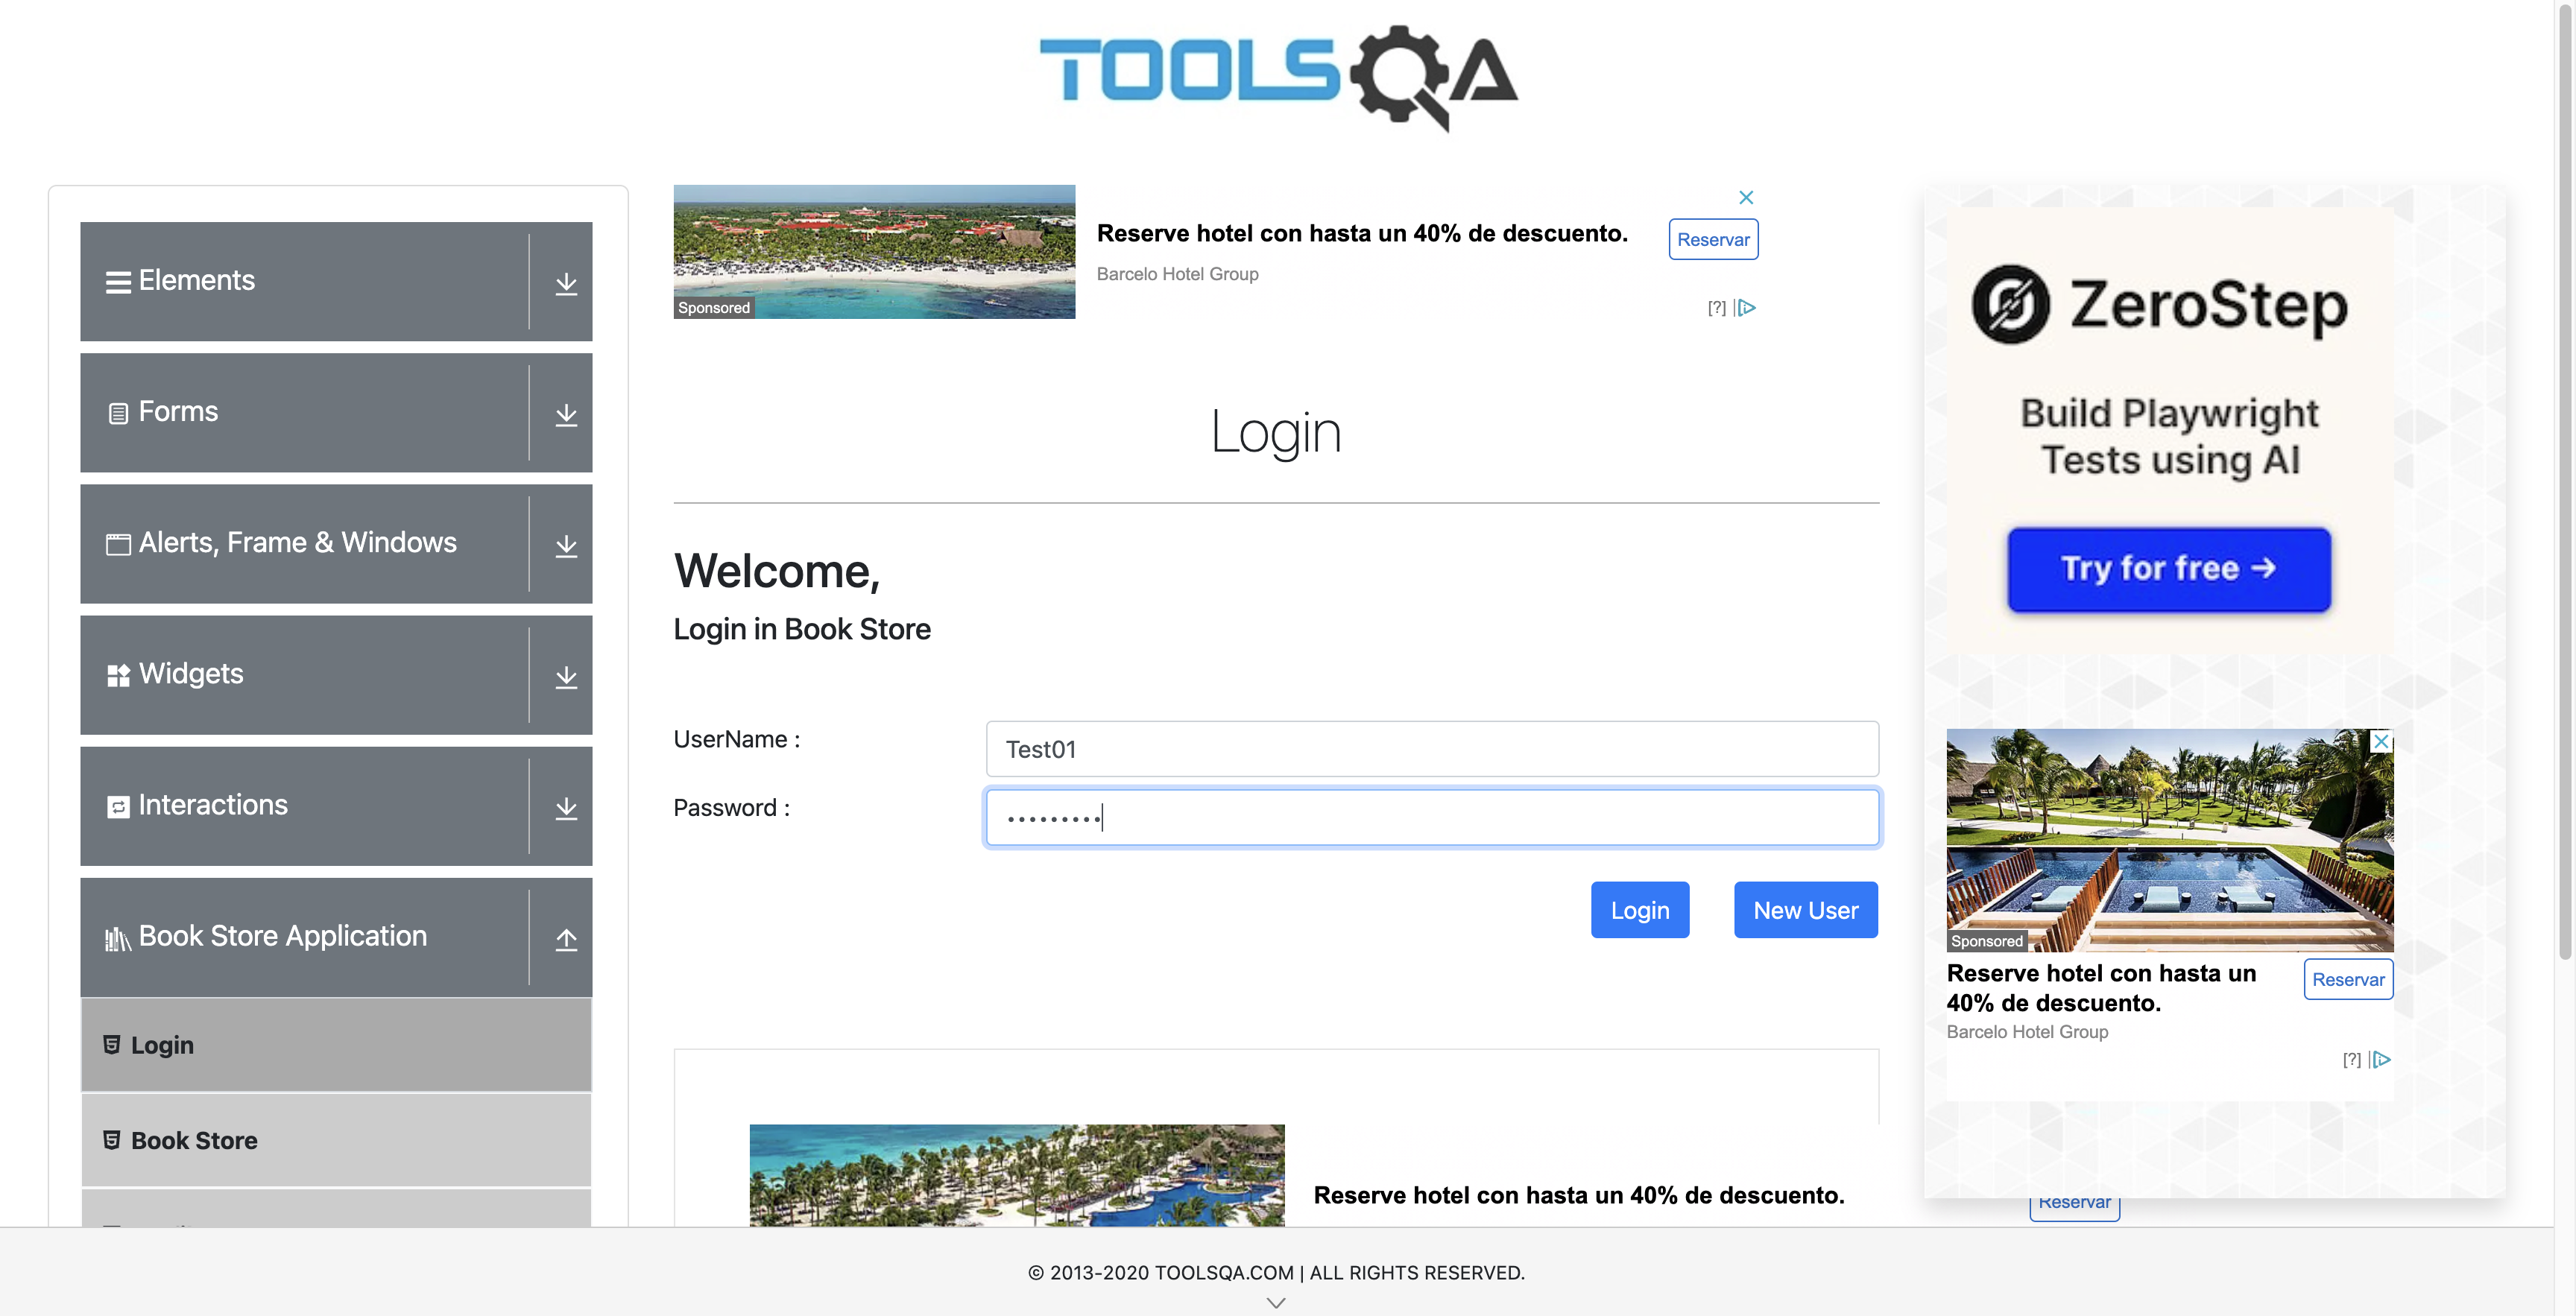 TOOLSQA
Elements
Forms
Alerts, Frame & Windows
Widgets
Interactions
Book Store Application
Login
Book Store
Reserve hotel con hasta un 40% de descuento.
Barcelo Hotel Group
Reservar
Sponsored
[?]
Login
Welcome,
Login in Book Store
UserName :
Test01
Password :
•••••••••
Login
New User
Reserve hotel con hasta un 40% de descuento.
ZeroStep
Build Playwright
Tests using AI
Try for free →
Sponsored
Reserve hotel con hasta un
40% de descuento.
Reservar
Barcelo Hotel Group
[?]
Reservar
© 2013-2020 TOOLSQA.COM | ALL RIGHTS RESERVED.